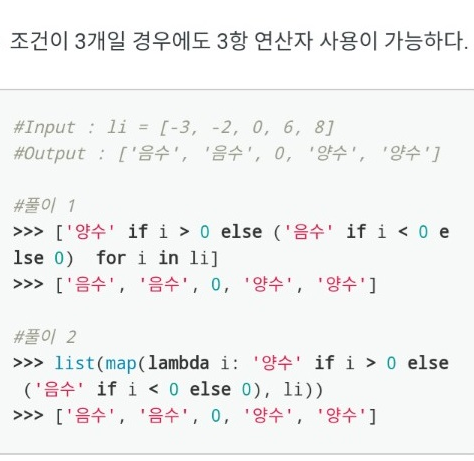 조건이 3개일 경우에도 3항 연산자 사용이 가능하다.
#Input : li = [-3, -2, 0, 6, 8]
#Output : ['음수', '음수', 0, '양수', '양수']
#풀이 1
>>> ['양수' if i > 0 else ('음수' if i < 0 e
lse 0)  for i in li]
>>> ['음수', '음수', 0, '양수', '양수']
#풀이 2
>>> list(map(lambda i: '양수' if i > 0 else
 ('음수' if i < 0 else 0), li))
>>> ['음수', '음수', 0, '양수', '양수']